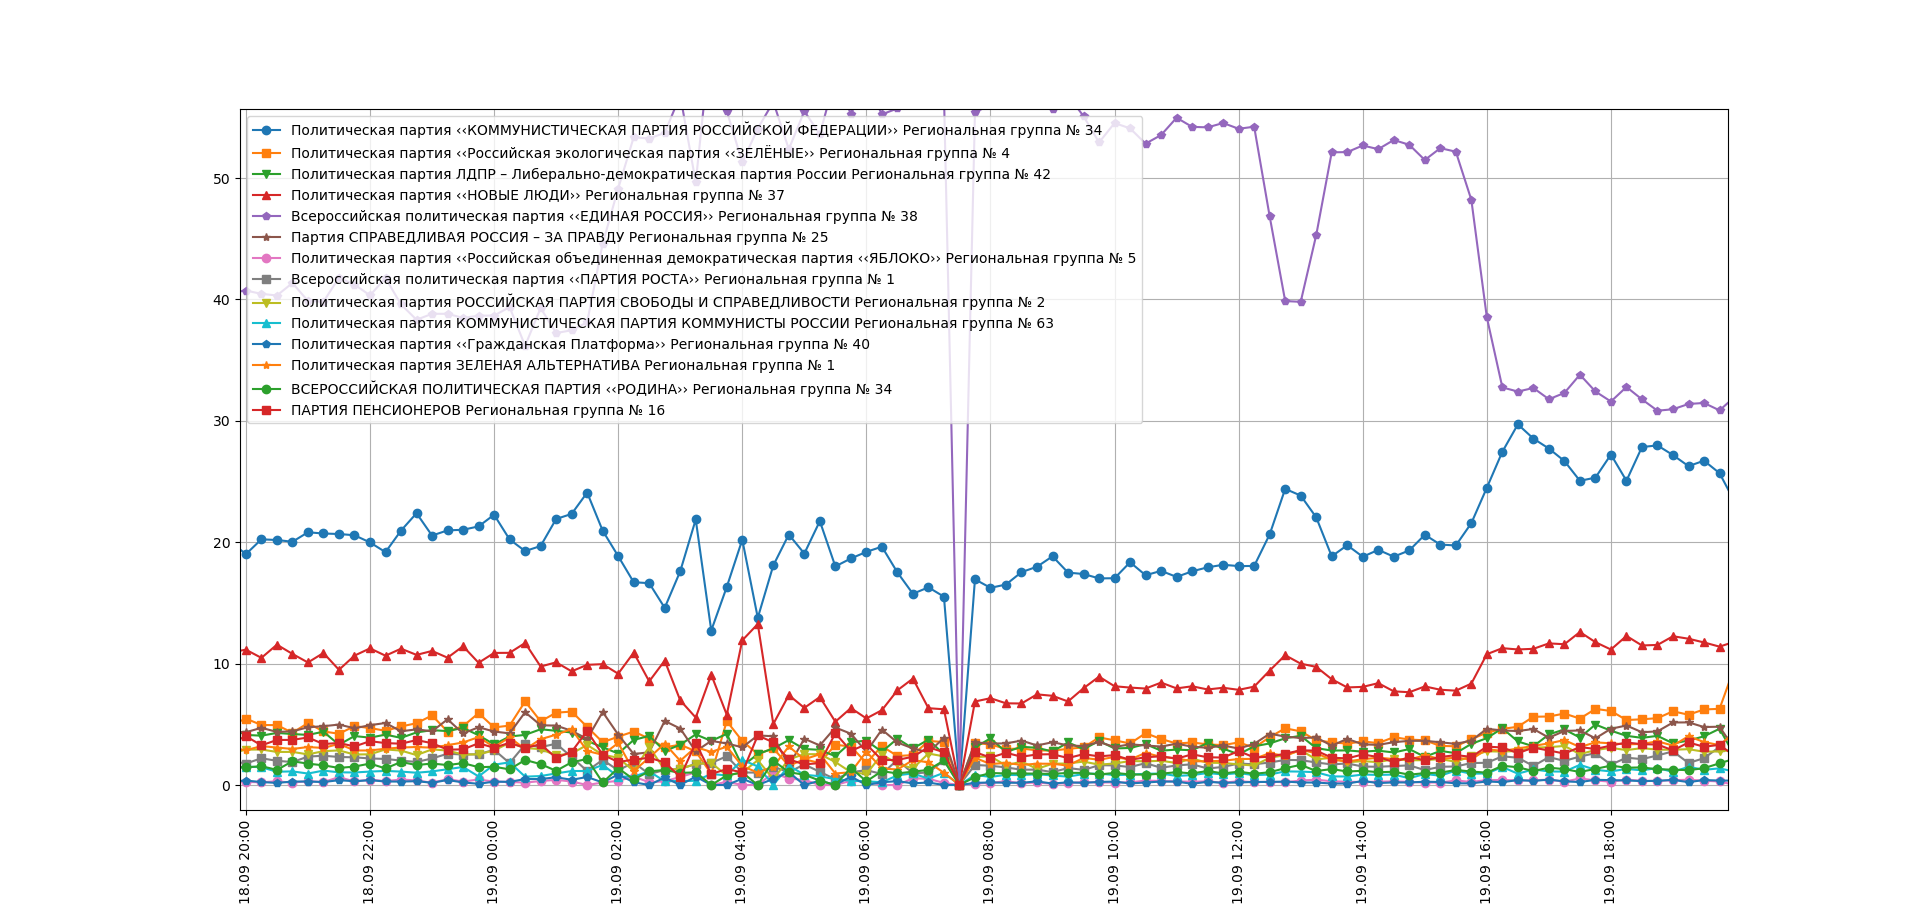 Политическая партия ‹‹КОММУНИСТИЧЕСКАЯ ПАРТИЯ РОССИЙСКОЙ ФЕДЕРАЦИИ›› Региональная группа № 34
Политическая партия ‹‹Российская экологическая партия ‹‹ЗЕЛЁНЫЕ›› Региональная группа № 4
Политическая партия ЛДПР – Либерально-демократическая партия России Региональная группа № 42
Политическая партия ‹‹НОВЫЕ ЛЮДИ›› Региональная группа № 37
Всероссийская политическая партия ‹‹ЕДИНАЯ РОССИЯ›› Региональная группа № 38
Партия СПРАВЕДЛИВАЯ РОССИЯ – ЗА ПРАВДУ Региональная группа № 25
Политическая партия ‹‹Российская объединенная демократическая партия ‹‹ЯБЛОКО›› Региональная группа № 5
Всероссийская политическая партия ‹‹ПАРТИЯ РОСТА›› Региональная группа № 1
Политическая партия РОССИЙСКАЯ ПАРТИЯ СВОБОДЫ И СПРАВЕДЛИВОСТИ Региональная группа № 2
Политическая партия КОММУНИСТИЧЕСКАЯ ПАРТИЯ КОММУНИСТЫ РОССИИ Региональная группа № 63
Политическая партия ‹‹Гражданская Платформа›› Региональная группа № 40
Политическая партия ЗЕЛЕНАЯ АЛЬТЕРНАТИВА Региональная группа № 1
ВСЕРОССИЙСКАЯ ПОЛИТИЧЕСКАЯ ПАРТИЯ ‹‹РОДИНА›› Региональная группа № 34
ПАРТИЯ ПЕНСИОНЕРОВ Региональная группа № 16
50
40
30
20
10
0
18.09 20:00
18.09 22:00
19.09 00:00
19.09 02:00
19.09 04:00
19.09 06:00
19.09 08:00
19.09 10:00
19.09 12:00
19.09 14:00
19.09 16:00
19.09 18:00